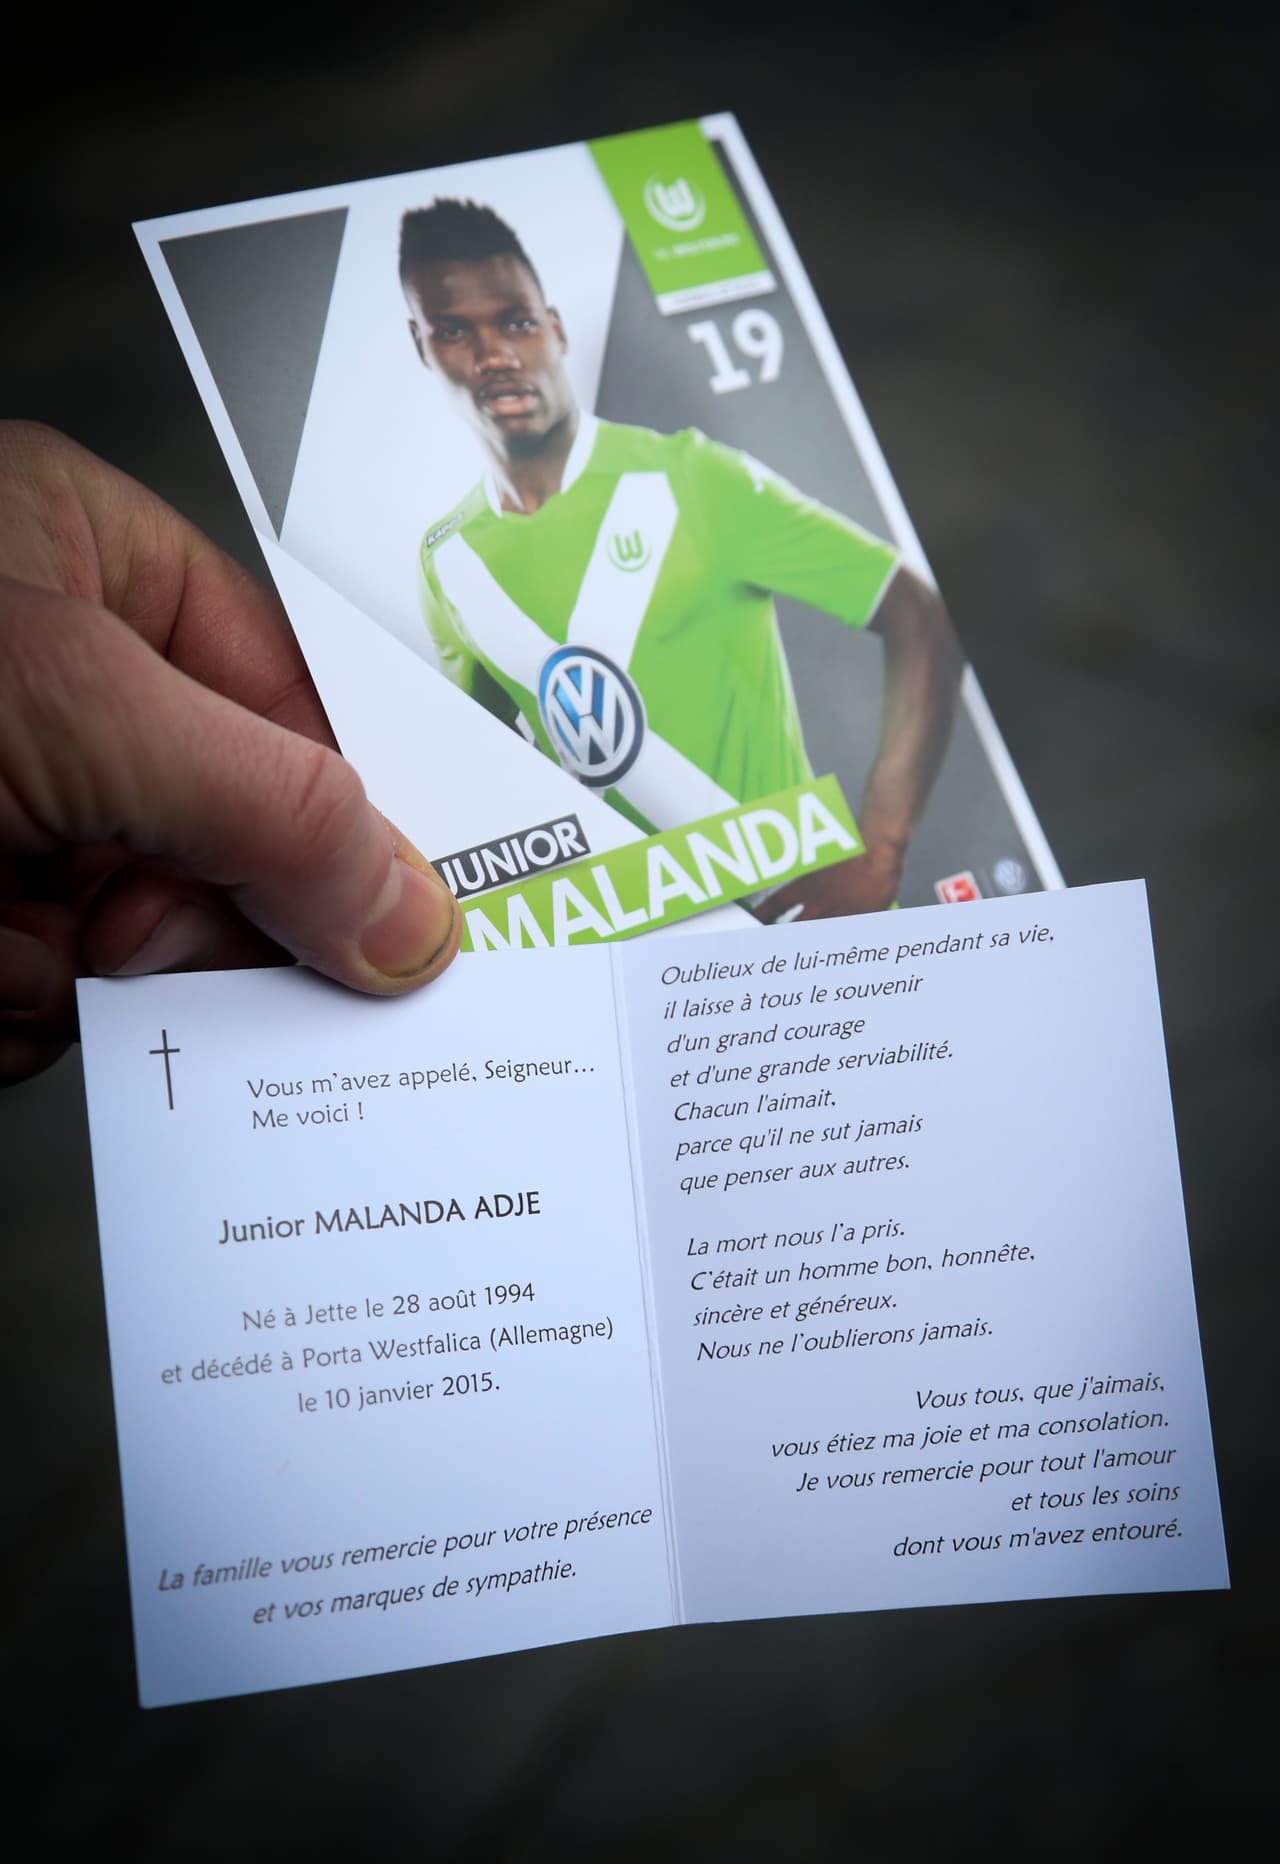 19
KAPPA
W
JUNIOR
MALANDA
Vous m'avez appelé, Seigneur...
Me voici !
Junior MALANDA ADJE
Né à Jette le 28 août 1994
et décédé à Porta Westfalica (Allemagne)
le 10 janvier 2015.
La famille vous remercie pour votre présence
et vos marques de sympathie.
Oublieux de lui-même pendant sa vie,
il laisse à tous le souvenir
d'un grand courage
et d'une grande serviabilité.
Chacun l'aimait,
parce qu'il ne sut jamais
que penser aux autres.
La mort nous l'a pris.
C'était un homme bon, honnête,
sincère et généreux.
Nous ne l'oublierons jamais.
Vous tous, que j'aimais,
vous étiez ma joie et ma consolation.
Je vous remercie pour tout l'amour
et tous les soins
dont vous m'avez entouré.